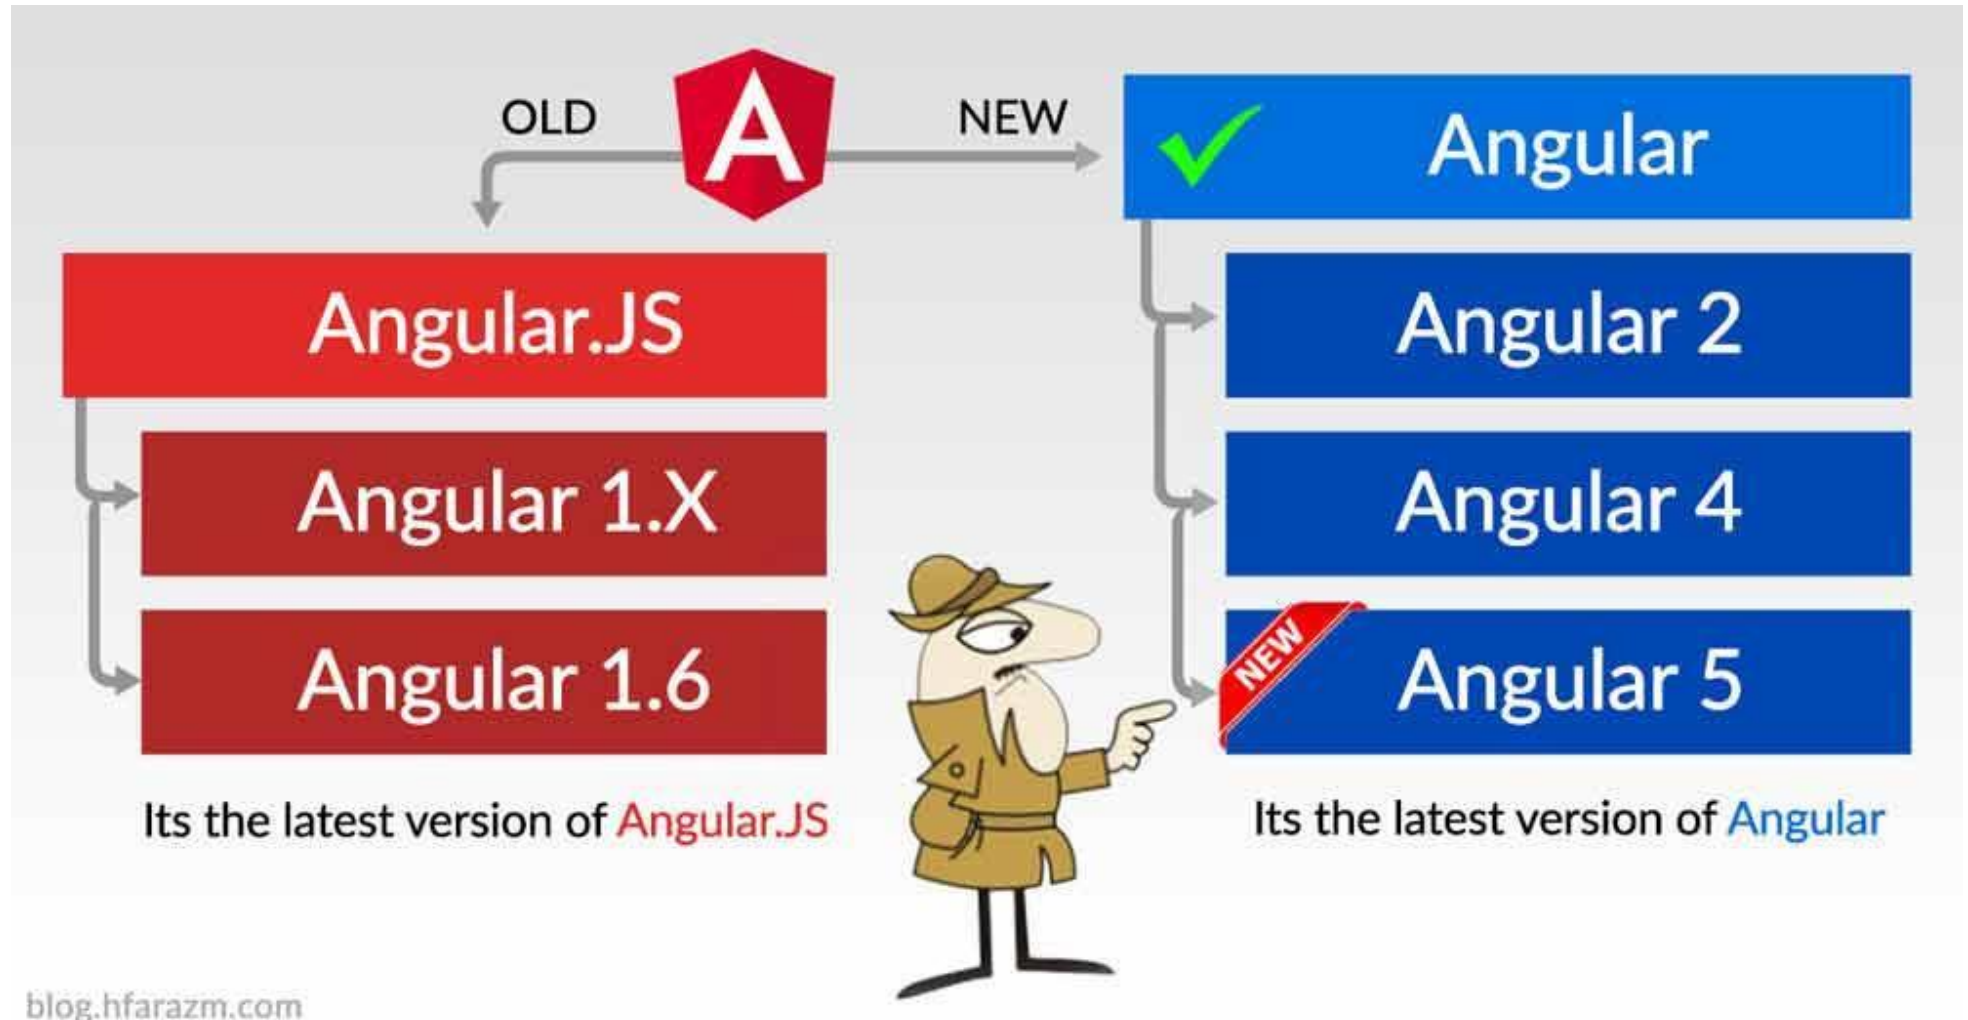 OLD
A
NEW
Angular
Angular.JS
Angular 2
Angular 1.X
Angular 4
Angular 1.6
NEW
Angular 5
Its the latest version of Angular.JS
Its the latest version of Angular
blog.hfarazm.com